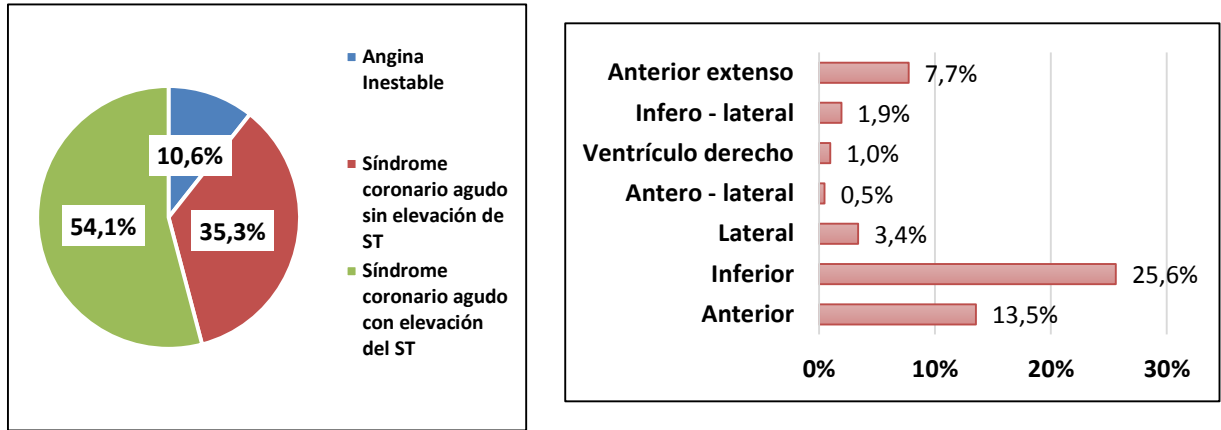 10,6%
35,3%
54,1%
Angina
Inestable
Síndrome
coronario agudo
sin elevación de
ST
Síndrome
coronario agudo
con elevación
del ST
Anterior extenso 7,7%
Infero - lateral 1,9%
Ventrículo derecho 1,0%
Antero - lateral 0,5%
Lateral 3,4%
Inferior 25,6%
Anterior 13,5%
0% 10% 20% 30%